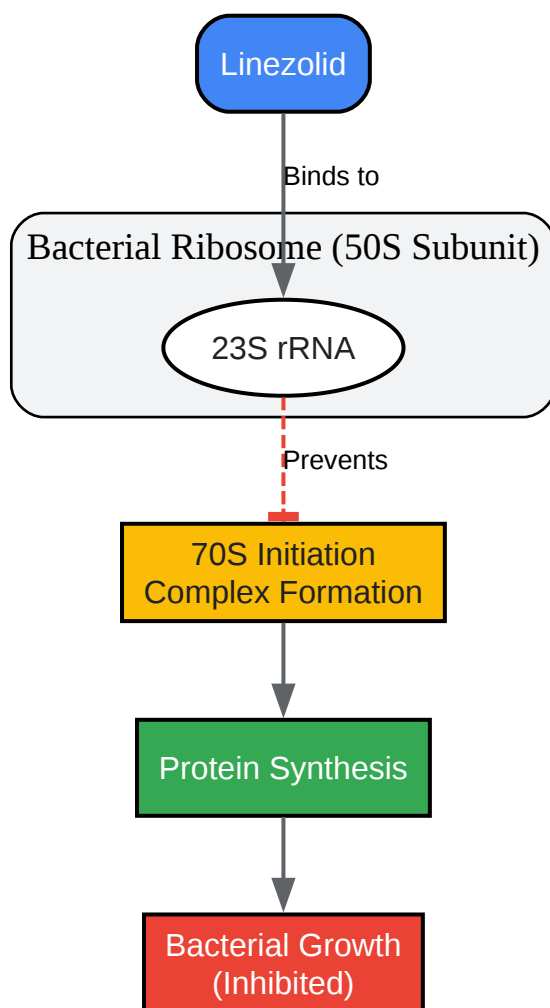 Linezolid
Binds to
Bacterial Ribosome (50S Subunit)
23S rRNA
Prevents
70S Initiation
Complex Formation
Protein Synthesis
Bacterial Growth
(Inhibited)